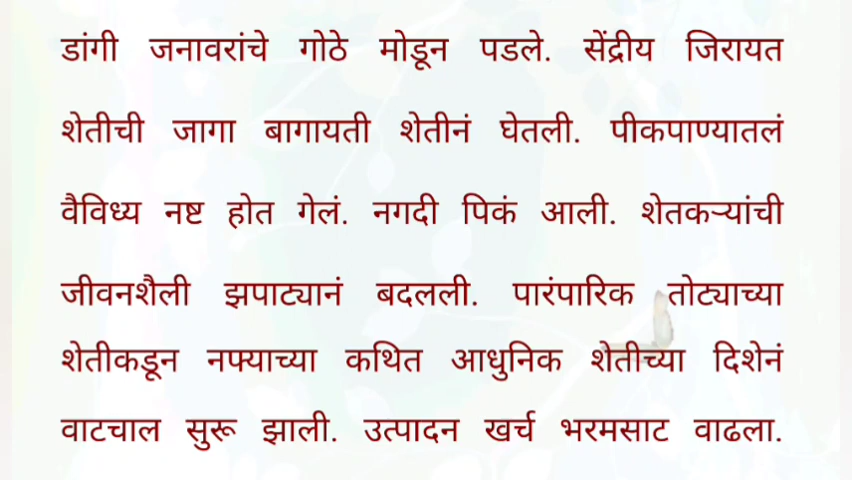 डांगी जनावरांचे गोठे मोडून पडले. सेंद्रीय जिरायत
शेतीची जागा बागायती शेतीनं घेतली. पीकपाण्यातलं
वैविध्य नष्ट होत गेलं. नगदी पिकं आली. शेतकऱ्यांची
जीवनशैली झपाट्यानं बदलली. पारंपारिक तोट्याच्या
शेतीकडून नफ्याच्या कथित आधुनिक शेतीच्या दिशेनं
वाटचाल सुरू झाली. उत्पादन खर्च भरमसाट वाढला.